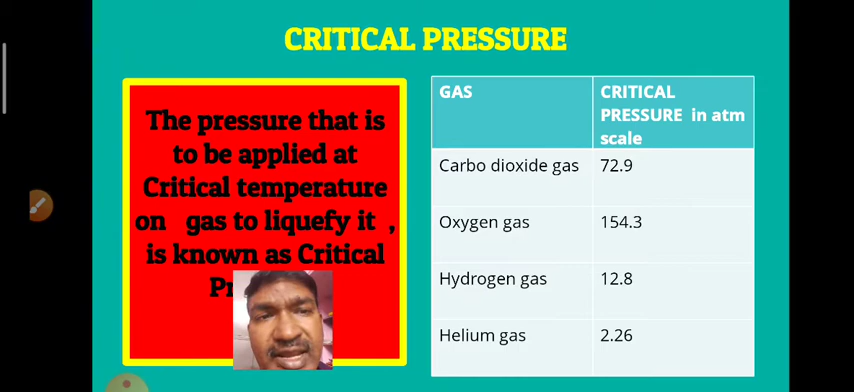 CRITICAL PRESSURE
The pressure that is
to be applied at
Critical temperature
on gas to liquefy it ,
is known as Critical
GAS
CRITICAL
PRESSURE in atm
scale
Carbo dioxide gas 72.9
Oxygen gas 154.3
Hydrogen gas 12.8
Helium gas 2.26